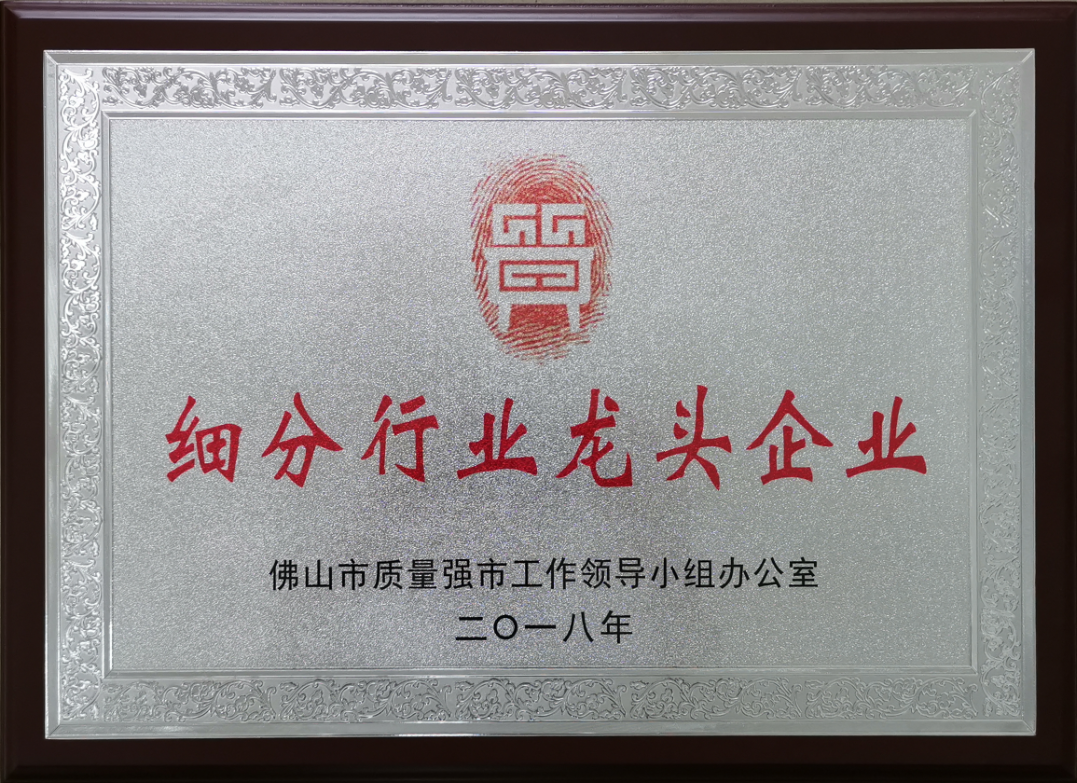 细分行业龙头企业
佛山市质量强市工作领导小组办公室
二〇一八年